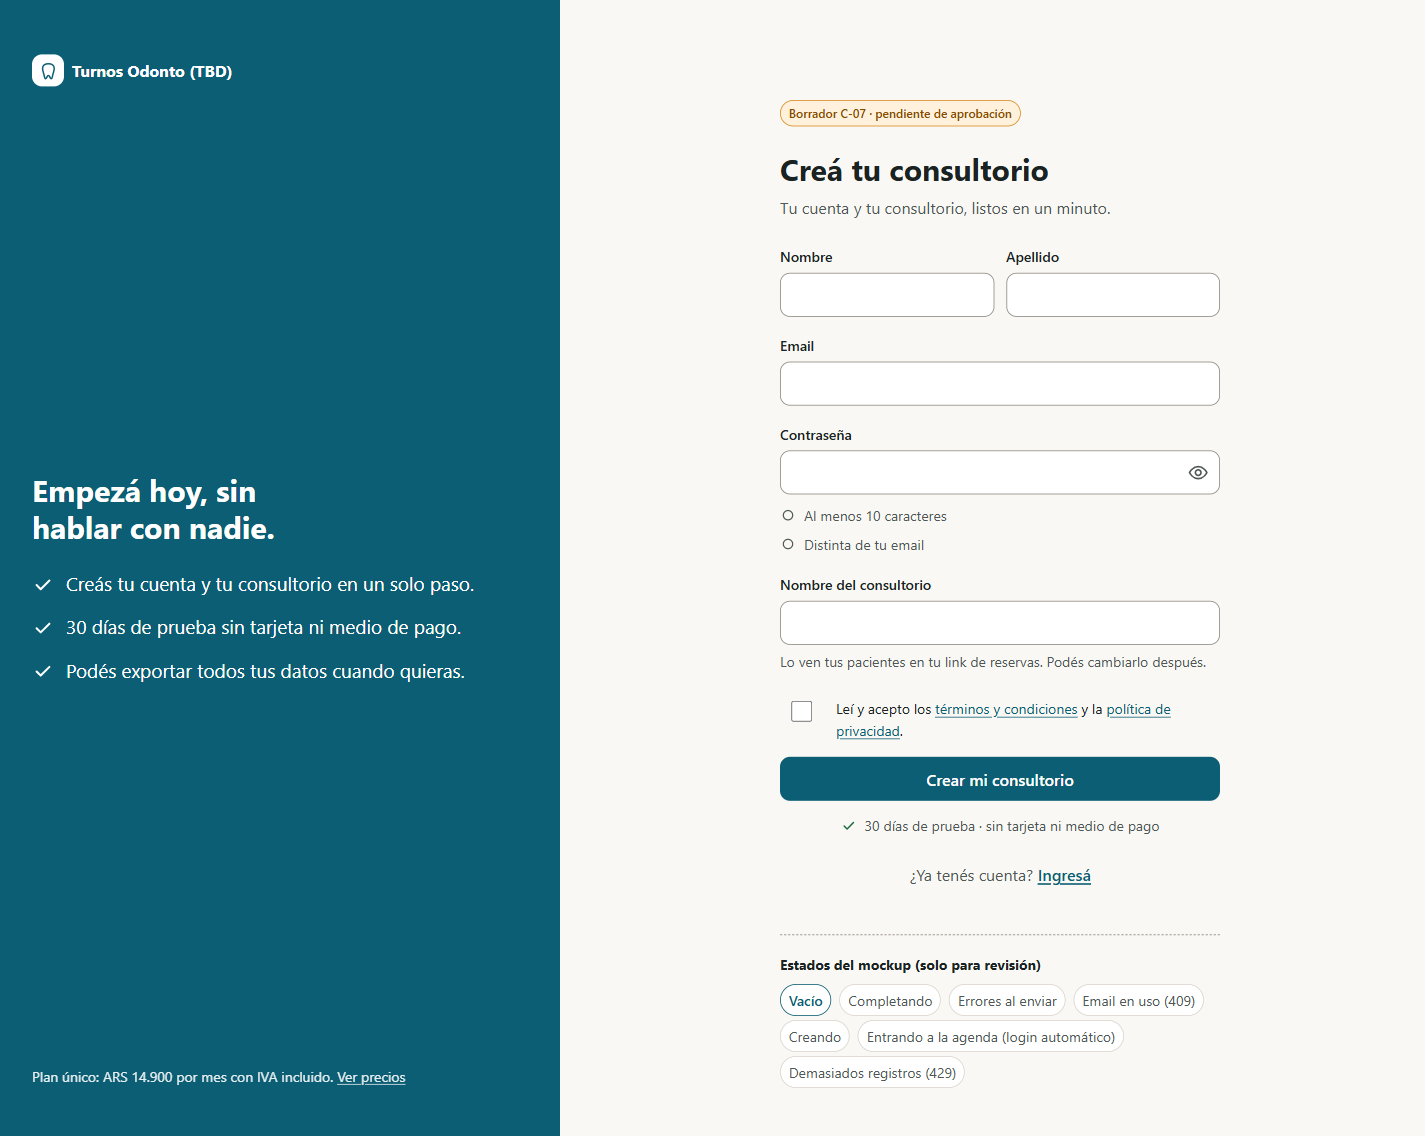 Turnos Odonto (TBD)
Empezá hoy, sin
hablar con nadie.
Creás tu cuenta y tu consultorio en un solo paso.
30 días de prueba sin tarjeta ni medio de pago.
Podés exportar todos tus datos cuando quieras.
Plan único: ARS 14.900 por mes con IVA incluido. Ver precios
Borrador C-07 · pendiente de aprobación
Creá tu consultorio
Tu cuenta y tu consultorio, listos en un minuto.
Nombre Apellido
Email
Contraseña
Al menos 10 caracteres
Distinta de tu email
Nombre del consultorio
Lo ven tus pacientes en tu link de reservas. Podés cambiarlo después.
Leí y acepto los términos y condiciones y la política de
privacidad.
Crear mi consultorio
30 días de prueba · sin tarjeta ni medio de pago
¿Ya tenés cuenta? Ingresá
Estados del mockup (solo para revisión)
Vacío Completando Errores al enviar Email en uso (409)
Creando Entrando a la agenda (login automático)
Demasiados registros (429)